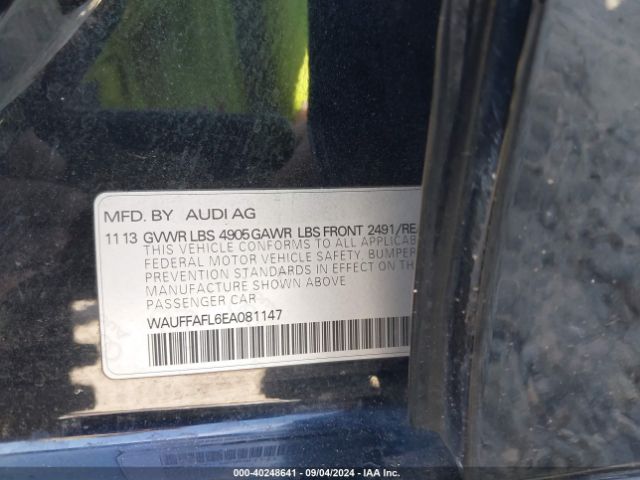 MFD. BY AUDI AG
11 13 GVWR LBS 4905 GAWR LBS FRONT 2491/RE
THIS VEHICLE CONFORMS TO ALL APPLICAB
FEDERAL MOTOR VEHICLE SAFETY, BUMPER
PREVENTION STANDARDS IN EFFECT ON TH
MANUFACTURE SHOWN ABOVE
PASSENGER CAR
WAUFFAFL6EA081147
000-40248641 - 09/04/2024 - IAA Inc.